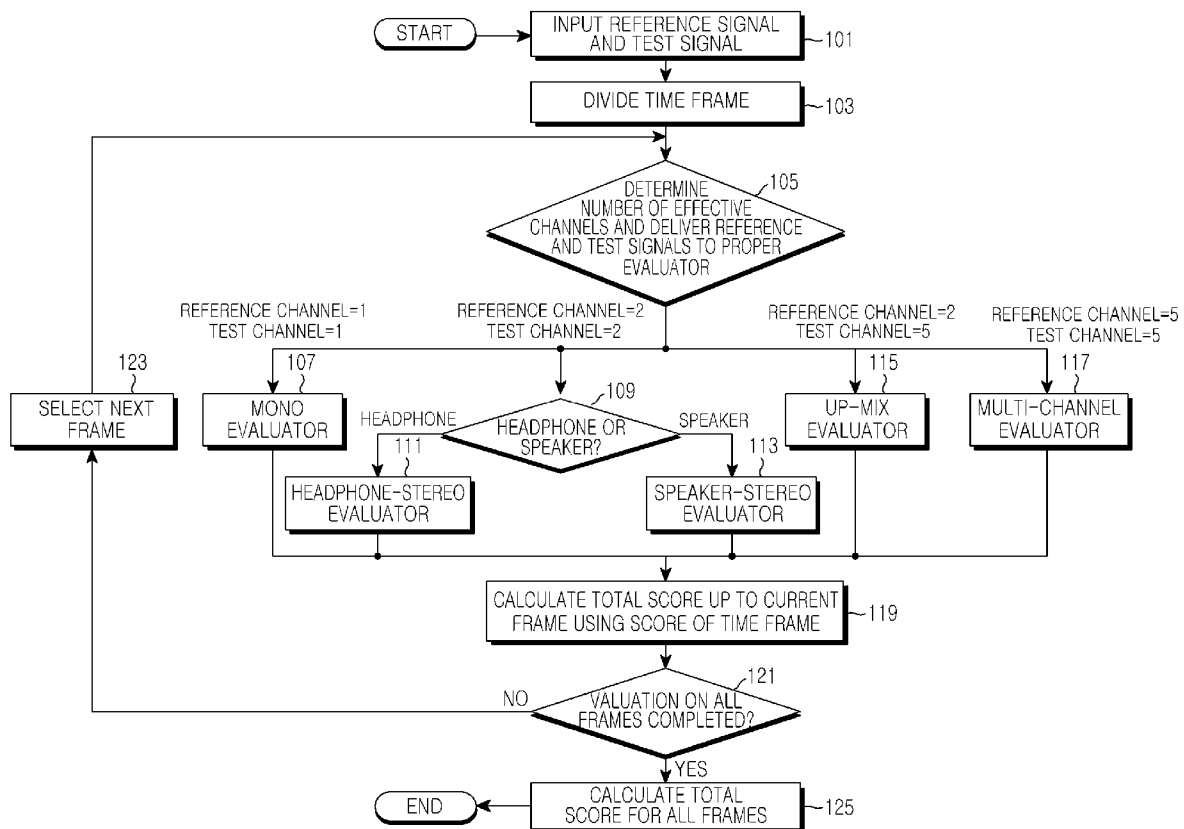 START
INPUT REFERENCE SIGNAL
AND TEST SIGNAL
101
DIVIDE TIME FRAME
103
105
DETERMINE
NUMBER OF EFFECTIVE
CHANNELS AND DELIVER REFERENCE
AND TEST SIGNALS TO PROPER
EVALUATOR
REFERENCE CHANNEL=1
TEST CHANNEL=1
REFERENCE CHANNEL=2
TEST CHANNEL=2
REFERENCE CHANNEL=2
TEST CHANNEL=5
REFERENCE CHANNEL=5
TEST CHANNEL=5
123
SELECT NEXT
FRAME
107
MONO
EVALUATOR
109
HEADPHONE OR
SPEAKER?
HEADPHONE
SPEAKER
115
UP-MIX
EVALUATOR
117
MULTI-CHANNEL
EVALUATOR
111
HEADPHONE-STEREO
EVALUATOR
113
SPEAKER-STEREO
EVALUATOR
CALCULATE TOTAL SCORE UP TO CURRENT
FRAME USING SCORE OF TIME FRAME
119
121
VALUATION ON ALL
FRAMES COMPLETED?
NO
YES
CALCULATE TOTAL
SCORE FOR ALL FRAMES
125
END